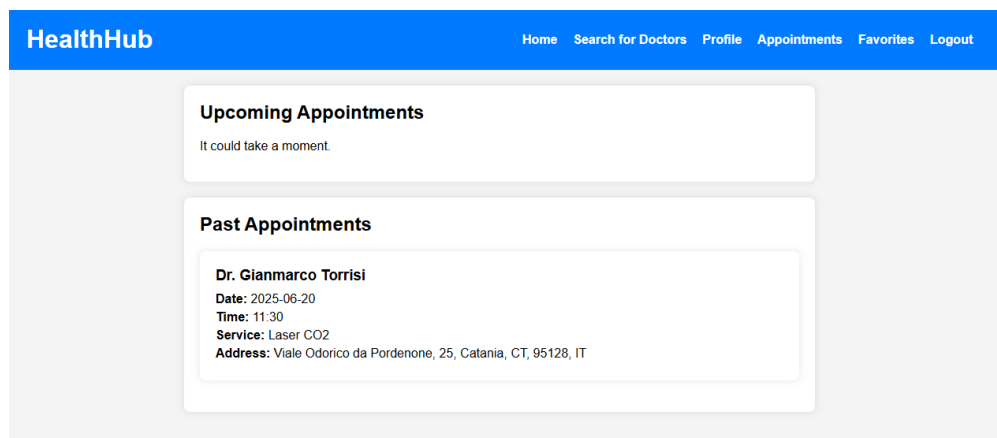 HealthHub
Home Search for Doctors Profile Appointments Favorites Logout
Upcoming Appointments
It could take a moment.
Past Appointments
Dr. Gianmarco Torrisi
Date: 2025-06-20
Time: 11:30
Service: Laser CO2
Address: Viale Odorico da Pordenone, 25, Catania, CT, 95128, IT